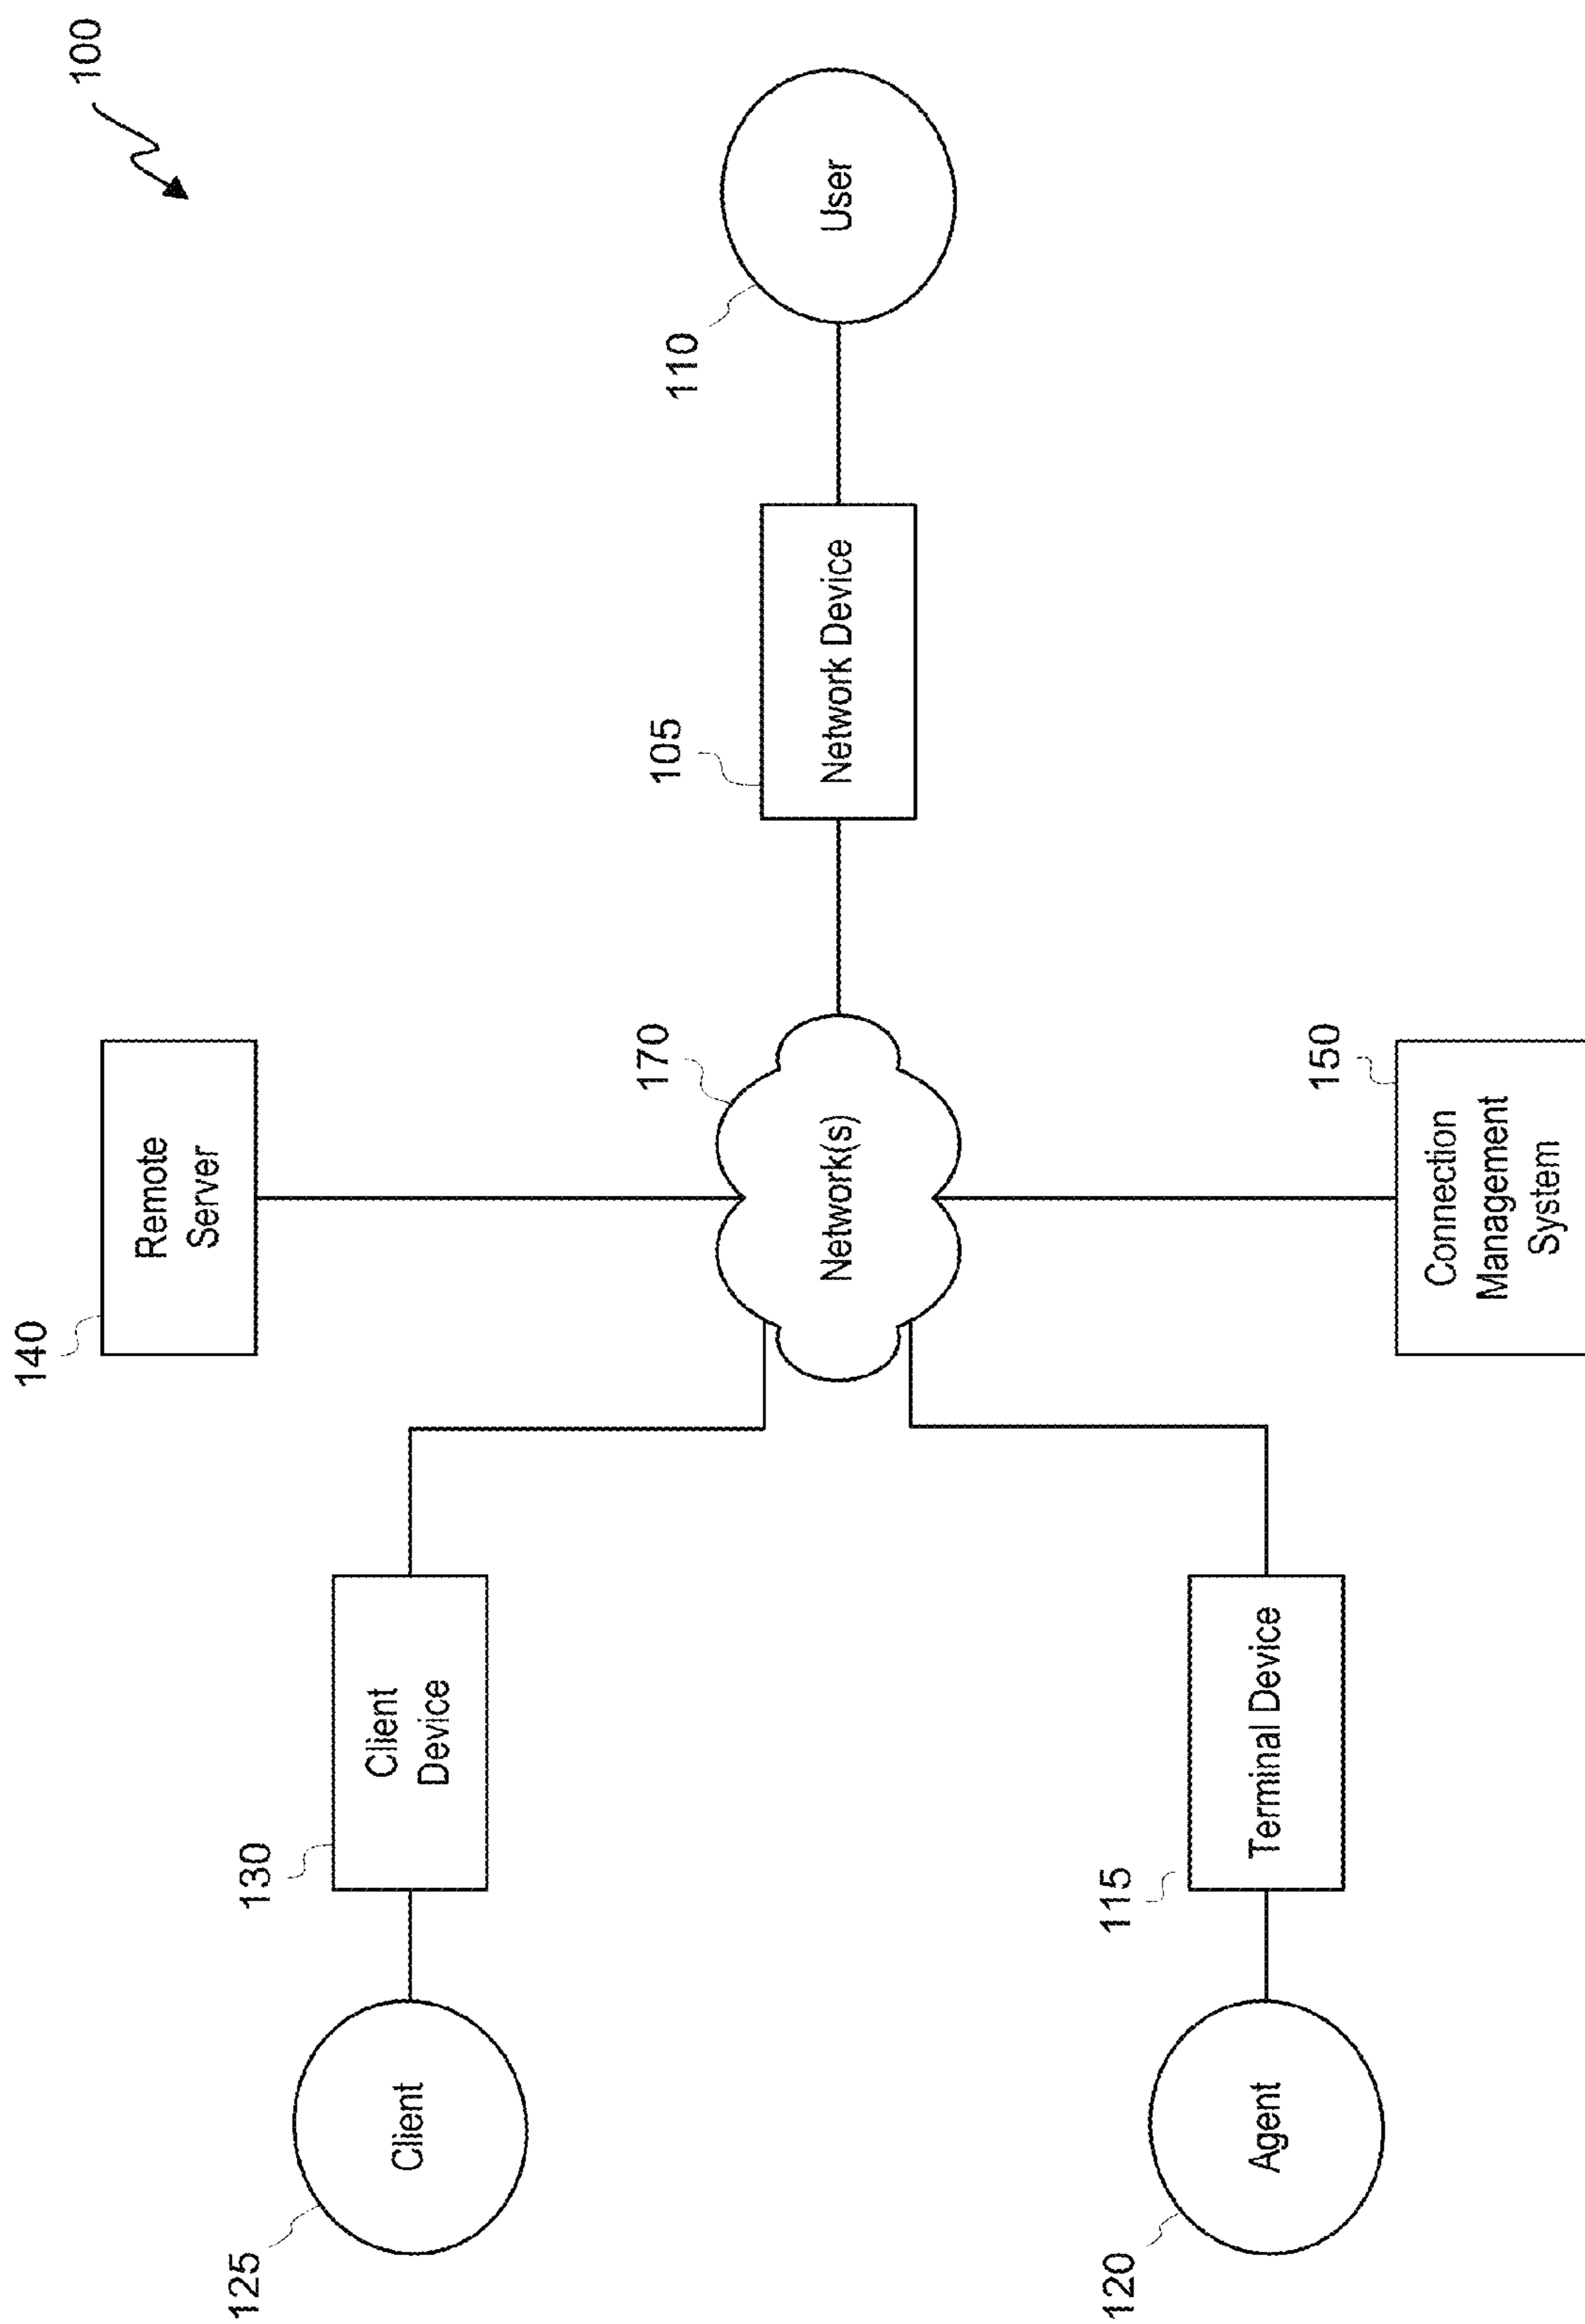 100
140
Remote
Server
125
Client
130
Client
Device
170
Network(s)
105
Network Device
110
User
120
Agent
115
Terminal Device
150
Connection
Management
System